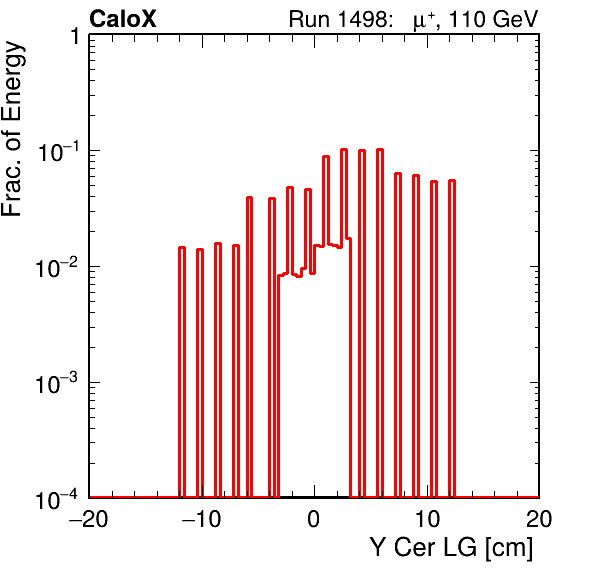 CaloX Run 1498: μ⁺, 110 GeV
Frac. of Energy
1
10⁻¹
10⁻²
10⁻³
10⁻⁴
−20 −10 0 10 20
Y Cer LG [cm]